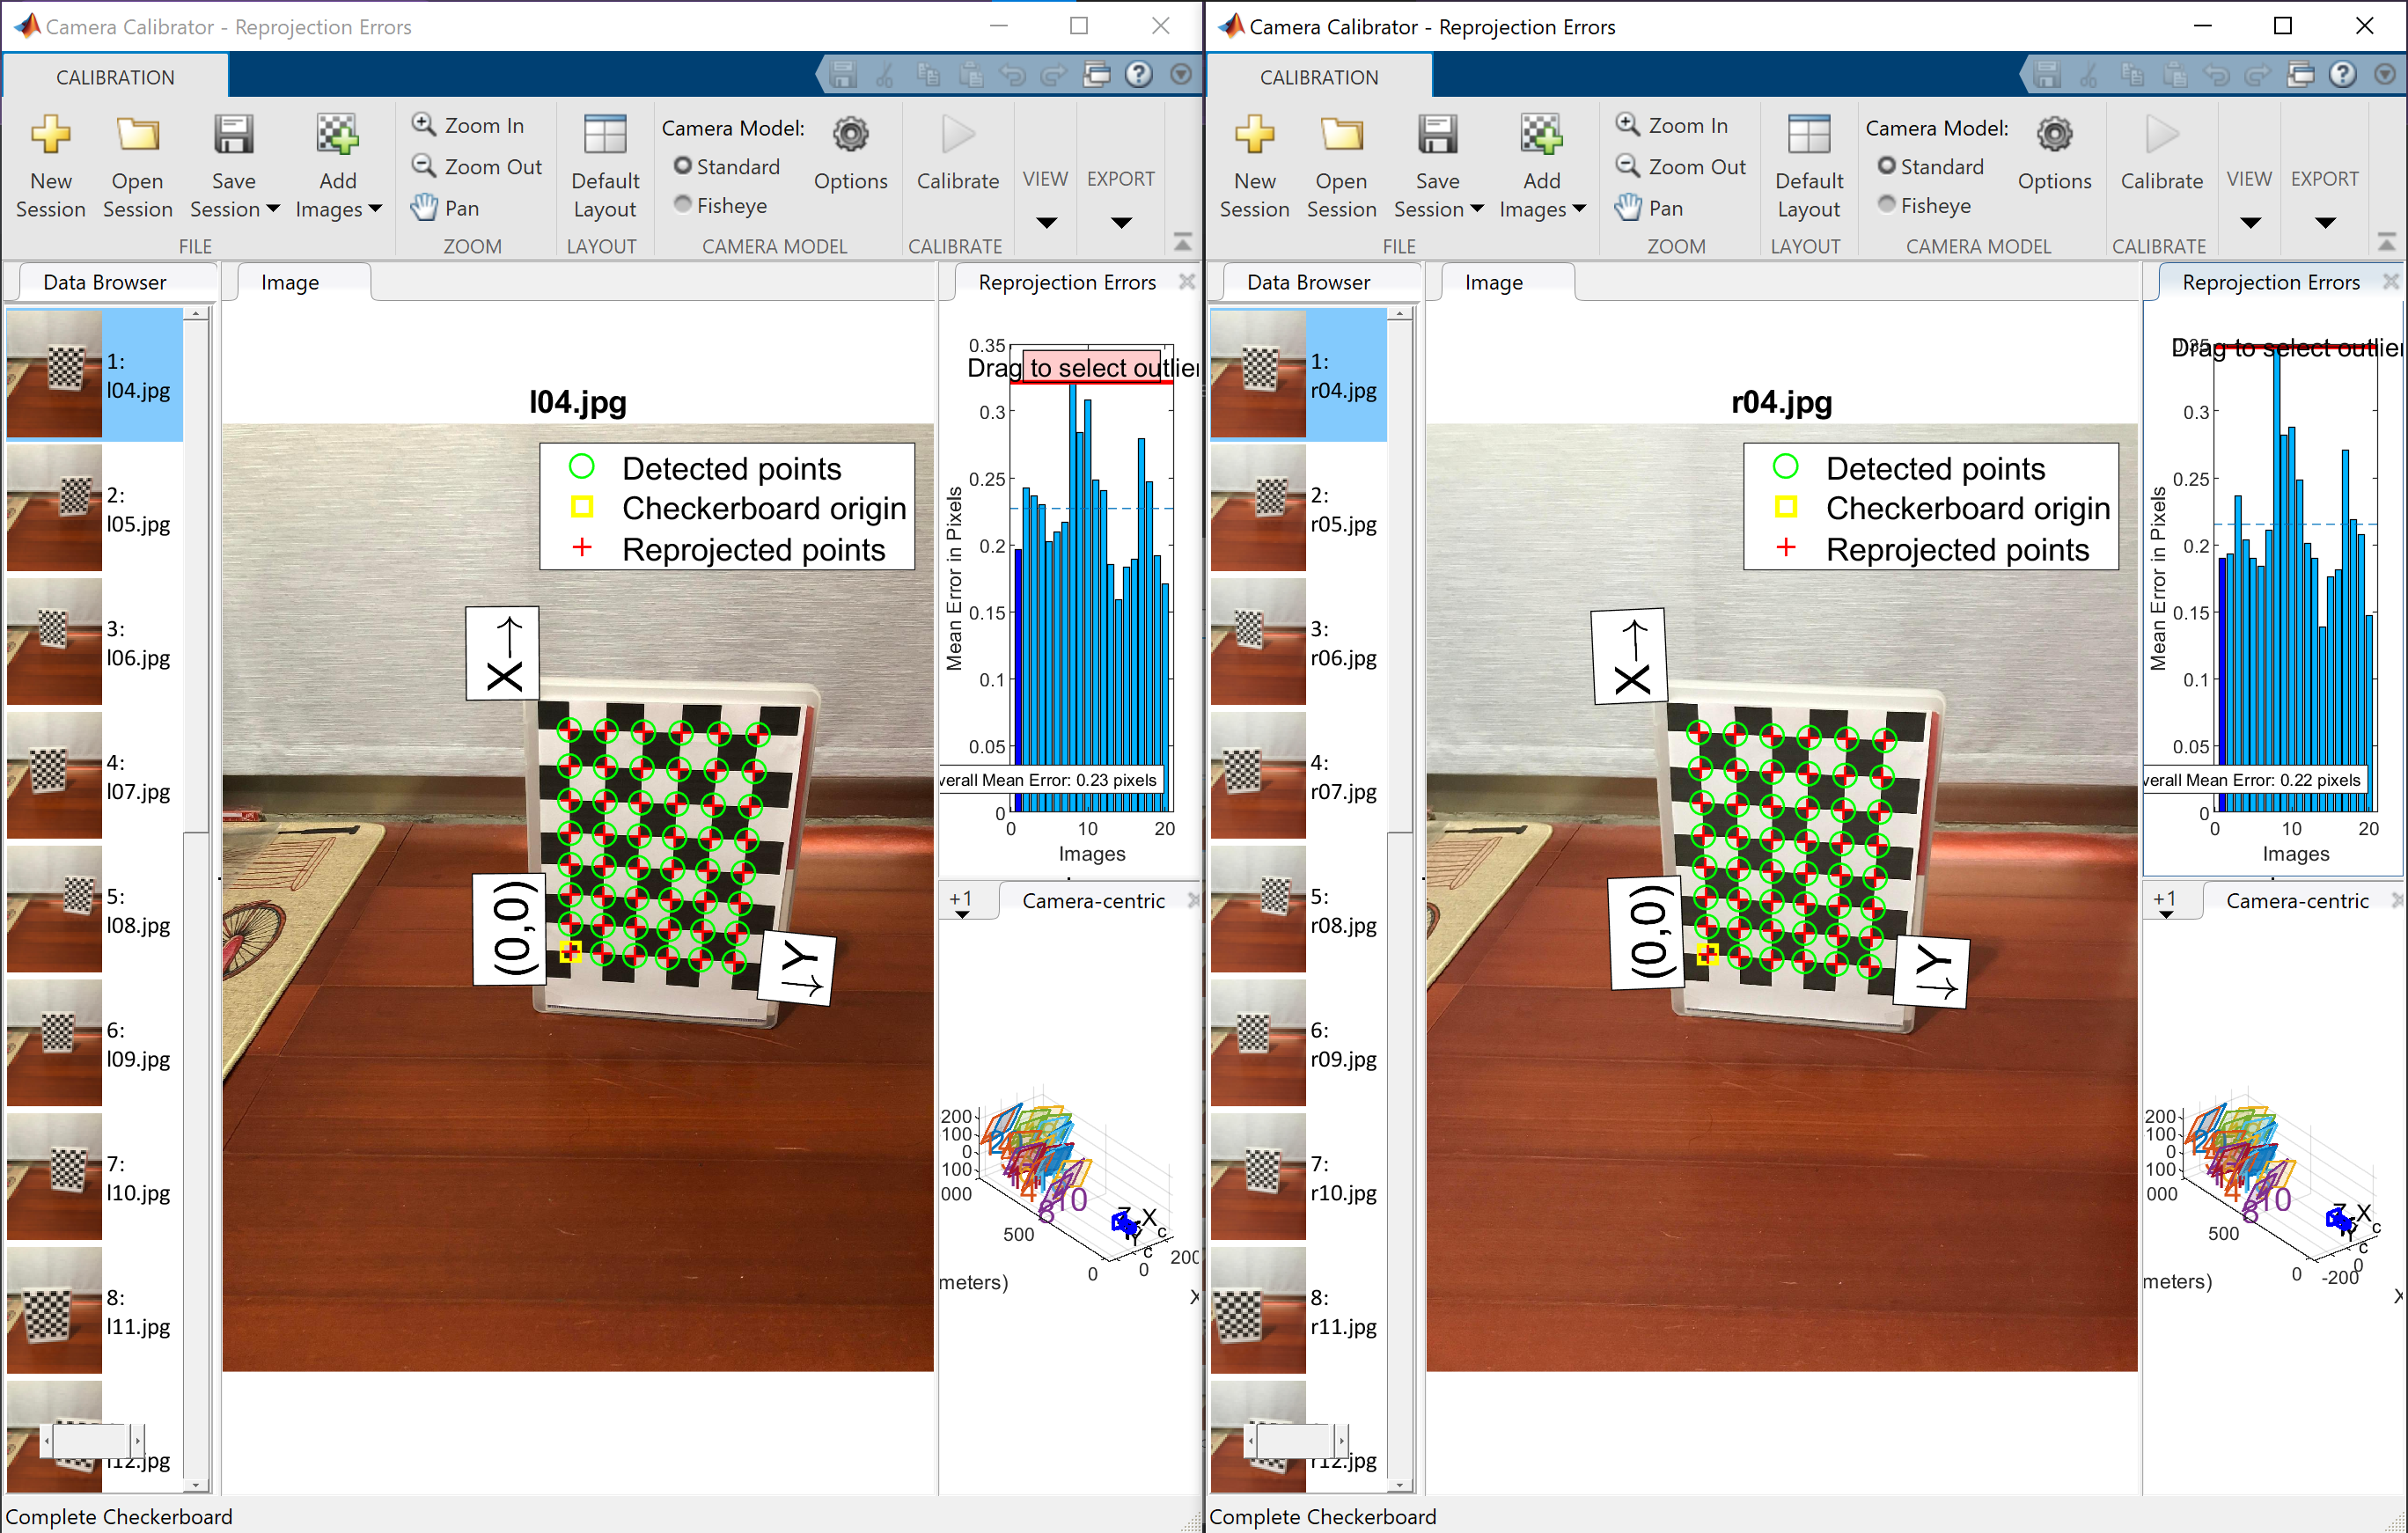 Camera Calibrator - Reprojection Errors
CALIBRATION
New Session
Open Session
Save Session
Add Images
Zoom In
Zoom Out
Pan
Default Layout
Camera Model:
Standard
Fisheye
Options
Calibrate
VIEW
EXPORT
FILE
ZOOM
LAYOUT
CAMERA MODEL
CALIBRATE
Data Browser
1:
l04.jpg
2:
l05.jpg
3:
l06.jpg
4:
l07.jpg
5:
l08.jpg
6:
l09.jpg
7:
l10.jpg
8:
l11.jpg
l12.jpg
Image
l04.jpg
Detected points
Checkerboard origin
Reprojected points
X→
(0,0)
→Y
Reprojection Errors
Drag to select outlier
0.35
0.3
0.25
0.2
0.15
0.1
0.05
0
Mean Error in Pixels
verall Mean Error: 0.23 pixels
0 10 20
Images
+1
Camera-centric
200
100
0
100
000
500
0
0
200
4
8
10
Z
X
c
Y
c
meters)
X
Complete Checkerboard
Camera Calibrator - Reprojection Errors
CALIBRATION
New Session
Open Session
Save Session
Add Images
Zoom In
Zoom Out
Pan
Default Layout
Camera Model:
Standard
Fisheye
Options
Calibrate
VIEW
EXPORT
FILE
ZOOM
LAYOUT
CAMERA MODEL
CALIBRATE
Data Browser
1:
r04.jpg
2:
r05.jpg
3:
r06.jpg
4:
r07.jpg
5:
r08.jpg
6:
r09.jpg
7:
r10.jpg
8:
r11.jpg
r12.jpg
Image
r04.jpg
Detected points
Checkerboard origin
Reprojected points
X→
(0,0)
→Y
Reprojection Errors
Drag to select outlier
0.35
0.3
0.25
0.2
0.15
0.1
0.05
0
Mean Error in Pixels
verall Mean Error: 0.22 pixels
0 10 20
Images
+1
Camera-centric
200
100
0
100
000
500
0
-200
0
4
8
10
Z
X
c
Y
c
meters)
X
Complete Checkerboard